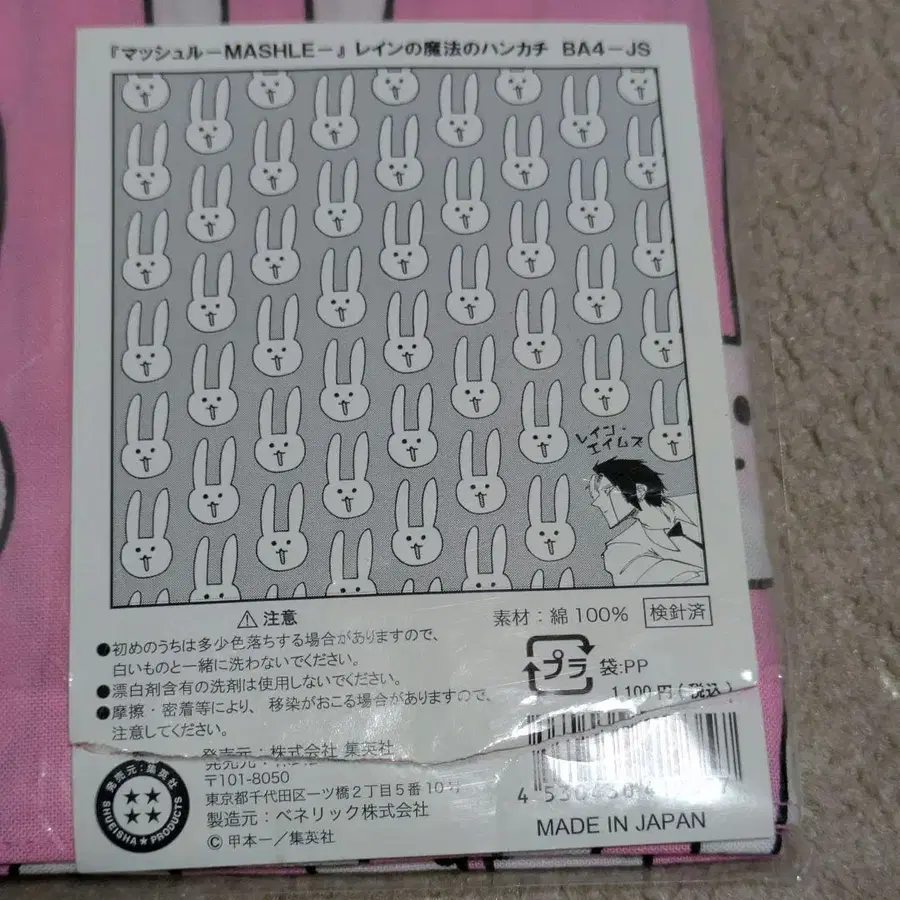 『マッシュル−MASHLE−』レインの魔法のハンカチ BA4−JS
レイン・
エイムズ
⚠ 注意
●初めのうちは多少色落ちする場合がありますので、
白いものと一緒に洗わないでください。
●漂白剤含有の洗剤は使用しないでください。
●摩擦・密着等により、移染がおこる場合がありますので、
注意してください。
素材：綿100% 検針済
プラ 袋:PP
1,100円(税込)
発売元：株式会社 集英社
〒101-8050
東京都千代田区一ツ橋2丁目5番10号
製造元：ベネリック株式会社
© 甲本一／集英社
発売元：集英社
SHUEISHA★PRODUCTS
MADE IN JAPAN